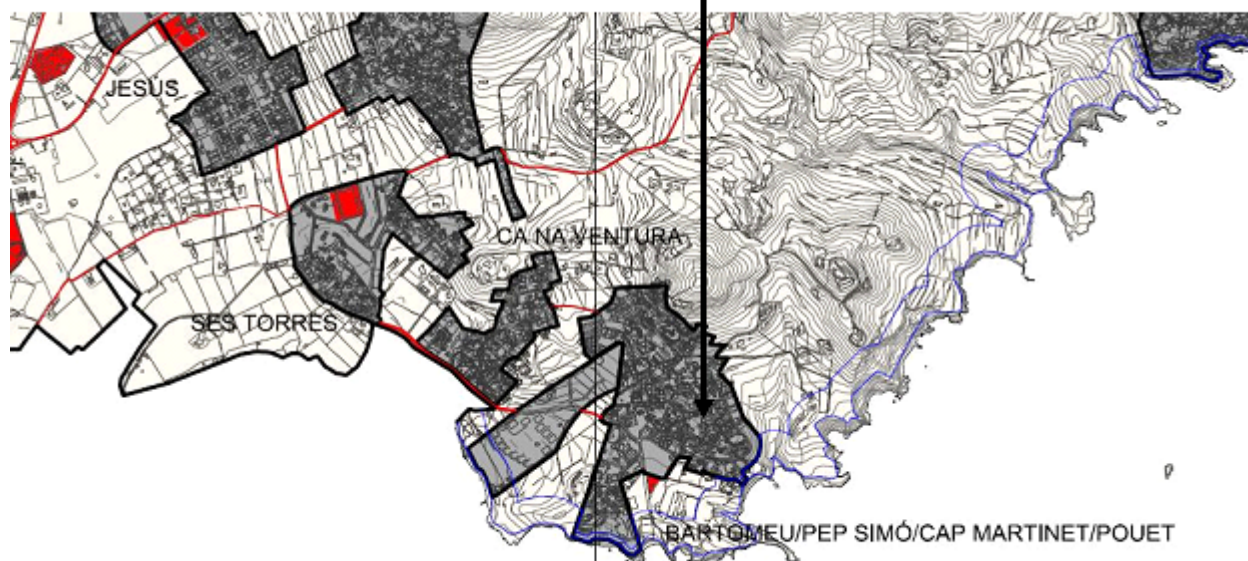 JESÚS
CA NA VENTURA
SES TORRES
BARTOMEU/PEP SIMÓ/CAP MARTINET/POUET